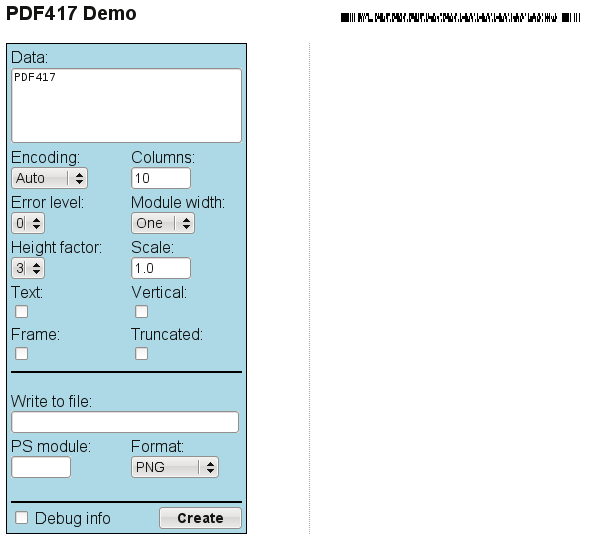 PDF417 Demo
Data:
PDF417
Encoding: Columns:
Auto 10
Error level: Module width:
0 One
Height factor: Scale:
3 1.0
Text: Vertical:
Frame: Truncated:
Write to file:
PS module: Format:
PNG
Debug info Create